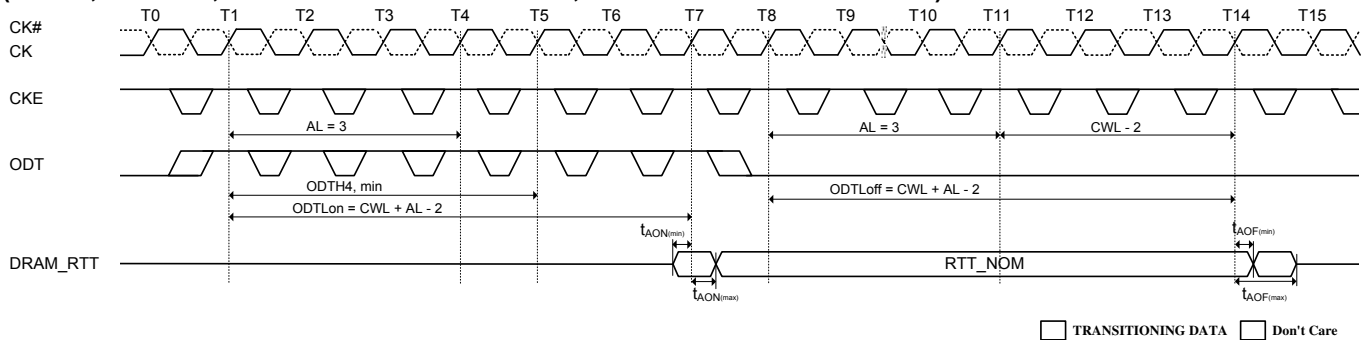 T0 T1 T2 T3 T4 T5 T6 T7 T8 T9 T10 T11 T12 T13 T14 T15
CK#
CK
CKE
AL = 3 AL = 3 CWL - 2
ODT
ODTH4, min ODTLoff = CWL + AL - 2
ODTLon = CWL + AL - 2
tAON(min) tAOF(min)
DRAM_RTT RTT_NOM
tAON(max) tAOF(max)
TRANSITIONING DATA Don't Care